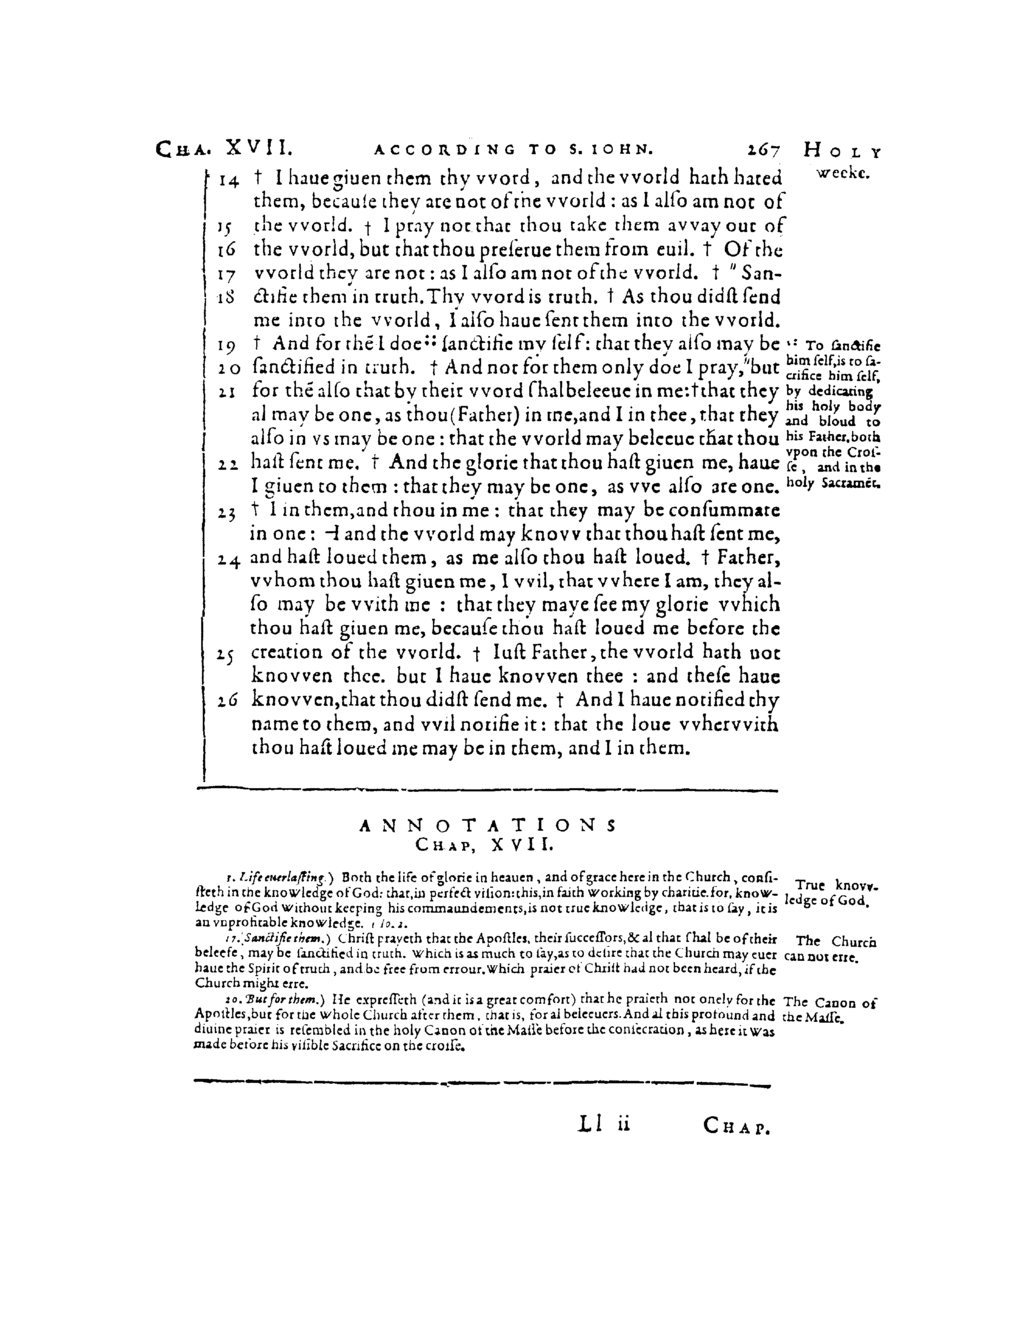 CHA. XVII. ACCORDING TO S. IOHN. 267 HOLY
weeke.
14 † I haue giuen them thy vvord, and the vvorld hath hated
them, becauſe they are not of the vvorld: as I alſo am not of
15 the vvorld. † I pray not that thou take them avvay out of
16 the vvorld, but that thou preſerue them from euil. † Of the
17 vvorld they are not: as I alſo am not of the vvorld. † " San-
18 ctifie them in truth. Thy vvord is truth. † As thou didſt ſend
me into the vvorld, I alſo haue ſent them into the vvorld.
19 † And for thē I doe ∷ ſanctifie my ſelf: that they alſo may be
20 ſanctified in truth. † And not for them only doe I pray, "but
21 for thē alſo that by their vvord ſhal beleeue in me: † that they
al may be one, as thou (Father) in me, and I in thee, that they
alſo in vs may be one: that the vvorld may beleeue that thou
22 haſt ſent me. † And the glorie that thou haſt giuen me, haue
I giuen to them: that they may be one, as vve alſo are one.
23 † I in them, and thou in me: that they may be conſummate
in one: ⊣ and the vvorld may knovv that thou haſt ſent me,
24 and haſt loued them, as me alſo thou haſt loued. † Father,
vvhom thou haſt giuen me, I vvil, that vvhere I am, they al-
ſo may be vvith me: that they maye ſee my glorie vvhich
thou haſt giuen me, becauſe thou haſt loued me before the
25 creation of the vvorld. † Iuſt Father, the vvorld hath not
knovven thee. but I haue knovven thee: and theſe haue
26 knovven, that thou didſt ſend me. † And I haue notified thy
name to them, and vvil notifie it: that the loue vvhervvith
thou haſt loued me may be in them, and I in them.
∷ To ſanctifie
him ſelf, is to ſa-
crifice him ſelf,
by dedicating
his holy body
and bloud to
his Father, both
vpon the Croſ-
ſe, and in the
holy Sacramēt.
ANNOTATIONS
CHAP. XVII.
3. Life euerlaſting.) Both the life of glorie in heauen, and of grace here in the Church, conſi-
ſteth in the knowledge of God: that, in perfect viſion: this, in faith working by charitie. for, know-
ledge of God without keeping his commaundements, is not true knowledge, that is to ſay, it is
an vnprofitable knowledge. 1 Io. 2.
True knovv-
ledge of God.
17. Sanctifie them.) Chriſt prayeth that the Apoſtles, their ſucceſſors, & al that ſhal be of their
beleefe, may be ſanctified in truth. Which is as much to ſay, as to deſire that the Church may euer
haue the Spirit of truth, and be free from errour. Which praier of Chriſt had not been heard, if the
Church might erre.
The Church
can not erre.
20. But for them.) He expreſſeth (and it is a great comfort) that he praieth not onely for the
Apoſtles, but for the whole Church after them, that is, for al beleeuers. And al this profound and
diuine praier is reſembled in the holy Canon of the Maſſe before the conſecration, as here it was
made before his viſible Sacrifice on the croſſe.
The Canon of
the Maſſe.
Ll ii CHAP.